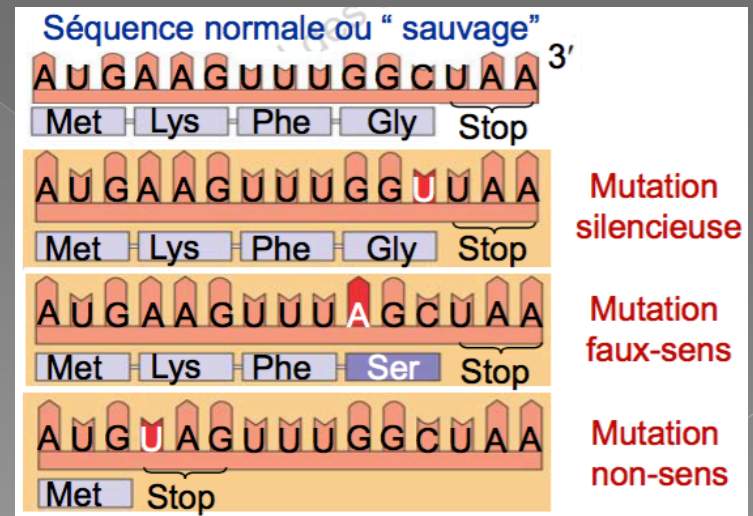 Séquence normale ou “ sauvage”
AUGAAGUUUGGCUAA 3′
Met Lys Phe Gly Stop
AUGAAGUUUGGUUAA
Mutation
silencieuse
Met Lys Phe Gly Stop
AUGAAGUUUAGCUAA
Mutation
faux-sens
Met Lys Phe Ser Stop
AUGUAGUUUGGCUAA
Mutation
non-sens
Met Stop